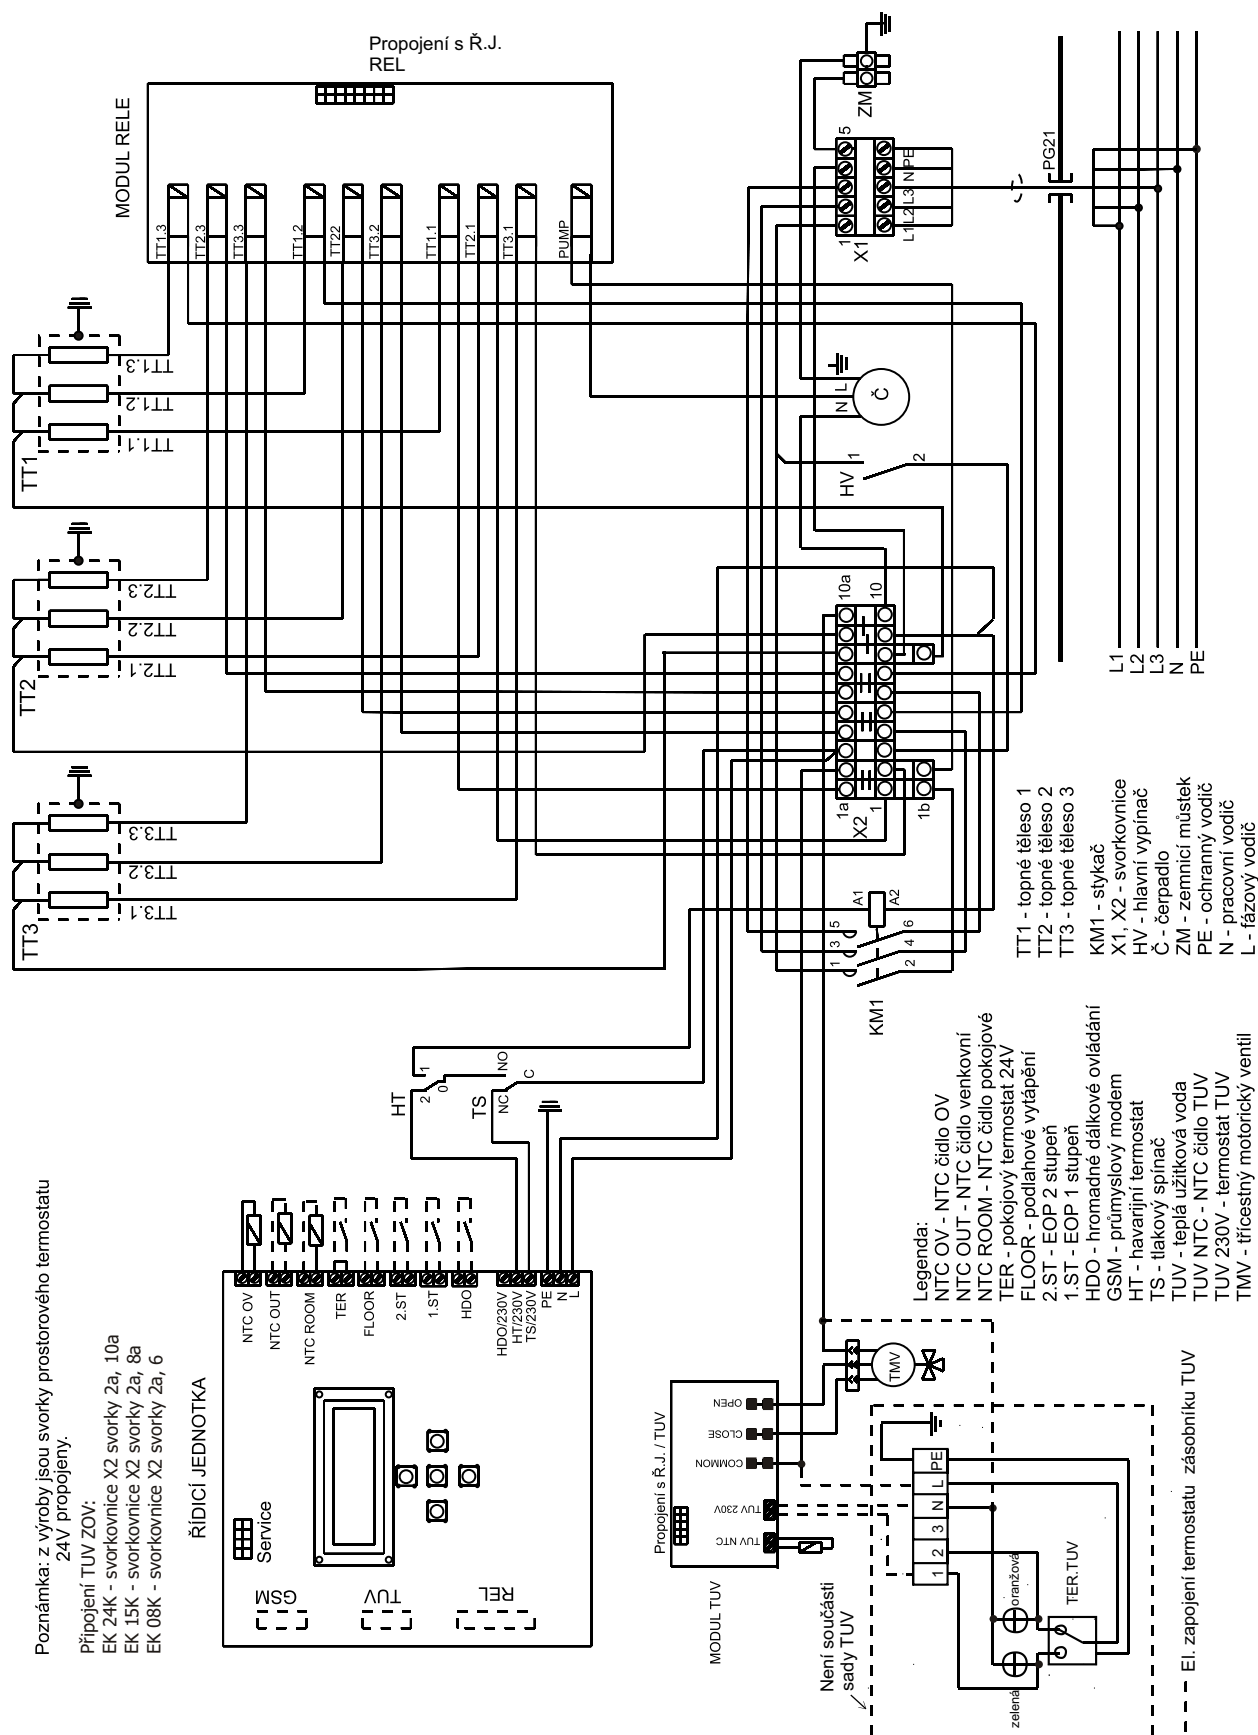 Propojení s Ř.J.
REL
MODUL RELE
TT1.3
TT2.3
TT3.3
TT1.2
TT22
TT3.2
TT1.1
TT2.1
TT3.1
PUMP
ZM
X1
1
5
L1
L2
L3
N
PE
PG21
L1
L2
L3
N
PE
TT1
TT1.3
TT1.2
TT1.1
TT2
TT2.3
TT2.2
TT2.1
TT3
TT3.3
TT3.2
TT3.1
N
L
Č
HV
1
2
10a
10
1a
1
1b
X2
KM1
1
3
5
2
4
6
A1
A2
TT1 - topné těleso 1
TT2 - topné těleso 2
TT3 - topné těleso 3
KM1 - stykač
X1, X2 - svorkovnice
HV - hlavní vypínač
Č - čerpadlo
ZM - zemnicí můstek
PE - ochranný vodič
N - pracovní vodič
L - fázový vodič
HT
1
2
0
TS
NO
C
NC
Poznámka: z výroby jsou svorky prostorového termostatu
24V propojeny.
Připojení TUV ZOV:
EK 24K - svorkovnice X2 svorky 2a, 10a
EK 15K - svorkovnice X2 svorky 2a, 8a
EK 08K - svorkovnice X2 svorky 2a, 6
ŘÍDICÍ JEDNOTKA
NTC OV
NTC OUT
NTC ROOM
TER
FLOOR
2.ST
1.ST
HDO
HDO/230V
HT/230V
TS/230V
PE
N
L
Service
GSM
TUV
REL
Legenda:
NTC OV - NTC čidlo OV
NTC OUT - NTC čidlo venkovní
NTC ROOM - NTC čidlo pokojové
TER - pokojový termostat 24V
FLOOR - podlahové vytápění
2.ST - EOP 2 stupeň
1.ST - EOP 1 stupeň
HDO - hromadné dálkové ovládání
GSM - průmyslový modem
HT - havarijní termostat
TS - tlakový spínač
TUV - teplá užitková voda
TUV NTC - NTC čidlo TUV
TUV 230V - termostat TUV
TMV - třícestný motorický ventil
MODUL TUV
Propojení s Ř.J. / TUV
OPEN
CLOSE
COMMON
TUV 230V
TUV NTC
TMV
Není součásti
sady TUV
1
2
3
N
L
PE
oranžová
zelená
TER.TUV
El. zapojení termostatu zásobníku TUV